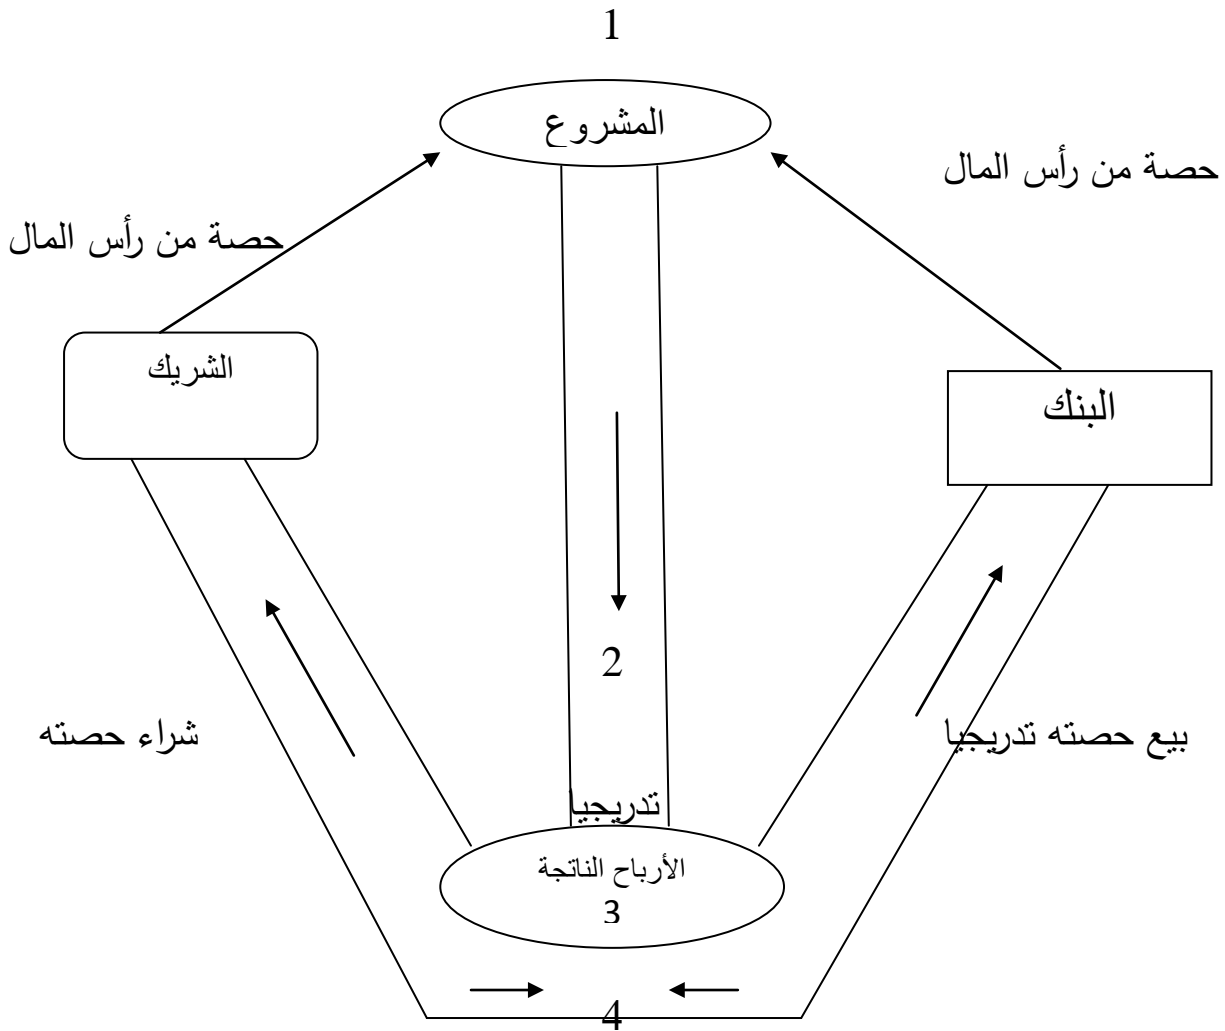 1
المشروع
حصة من رأس المال
حصة من رأس المال
الشريك
البنك
2
شراء حصته
بيع حصته تدريجيا
تدريجيا
الأرباح الناتجة
3
4